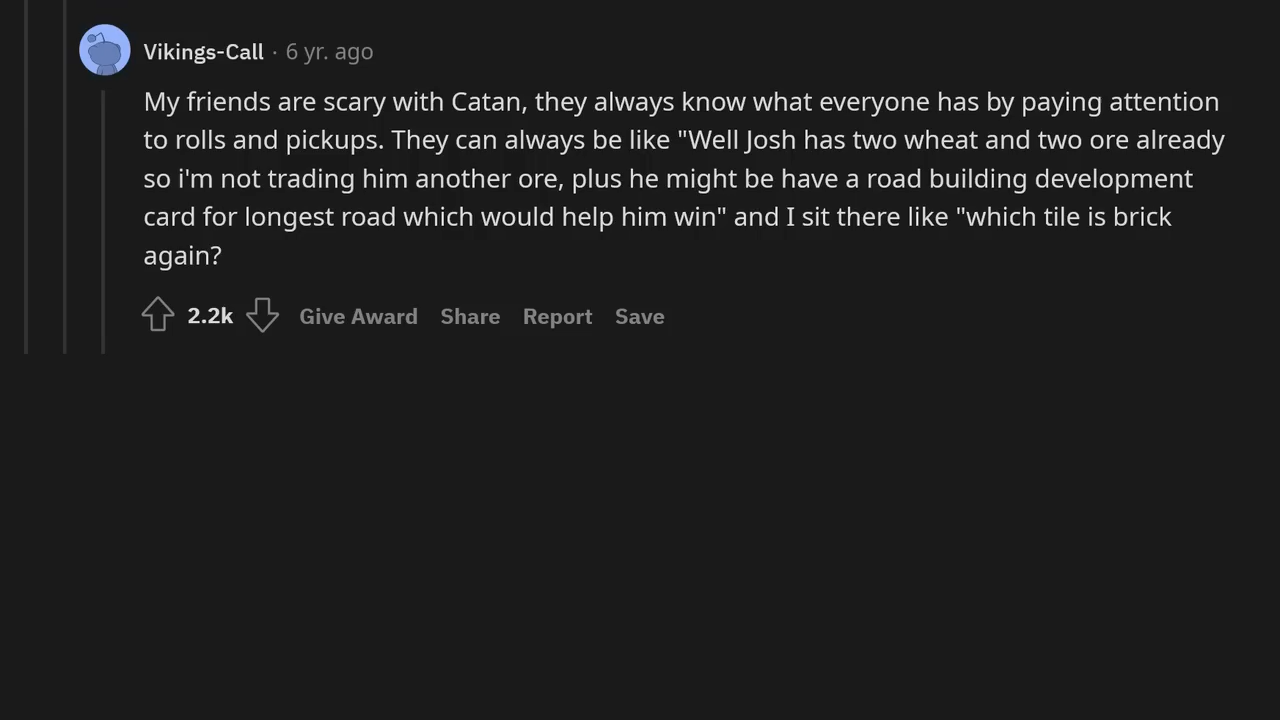 Vikings-Call · 6 yr. ago
My friends are scary with Catan, they always know what everyone has by paying attention
to rolls and pickups. They can always be like "Well Josh has two wheat and two ore already
so i'm not trading him another ore, plus he might be have a road building development
card for longest road which would help him win" and I sit there like "which tile is brick
again?
2.2k Give Award Share Report Save